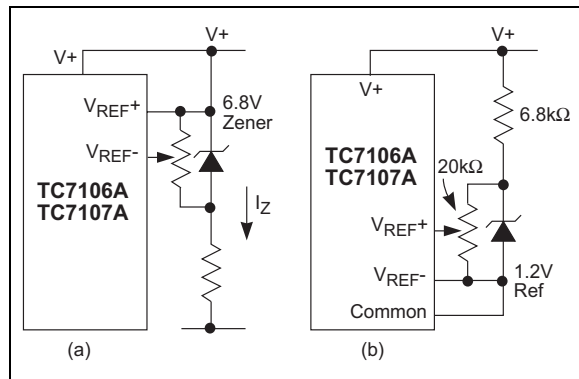 V+
V+
VREF+
6.8V
Zener
VREF-
TC7106A
TC7107A
IZ
(a)
V+
V+
6.8kΩ
TC7106A
TC7107A
20kΩ
VREF+
VREF-
1.2V
Ref
Common
(b)